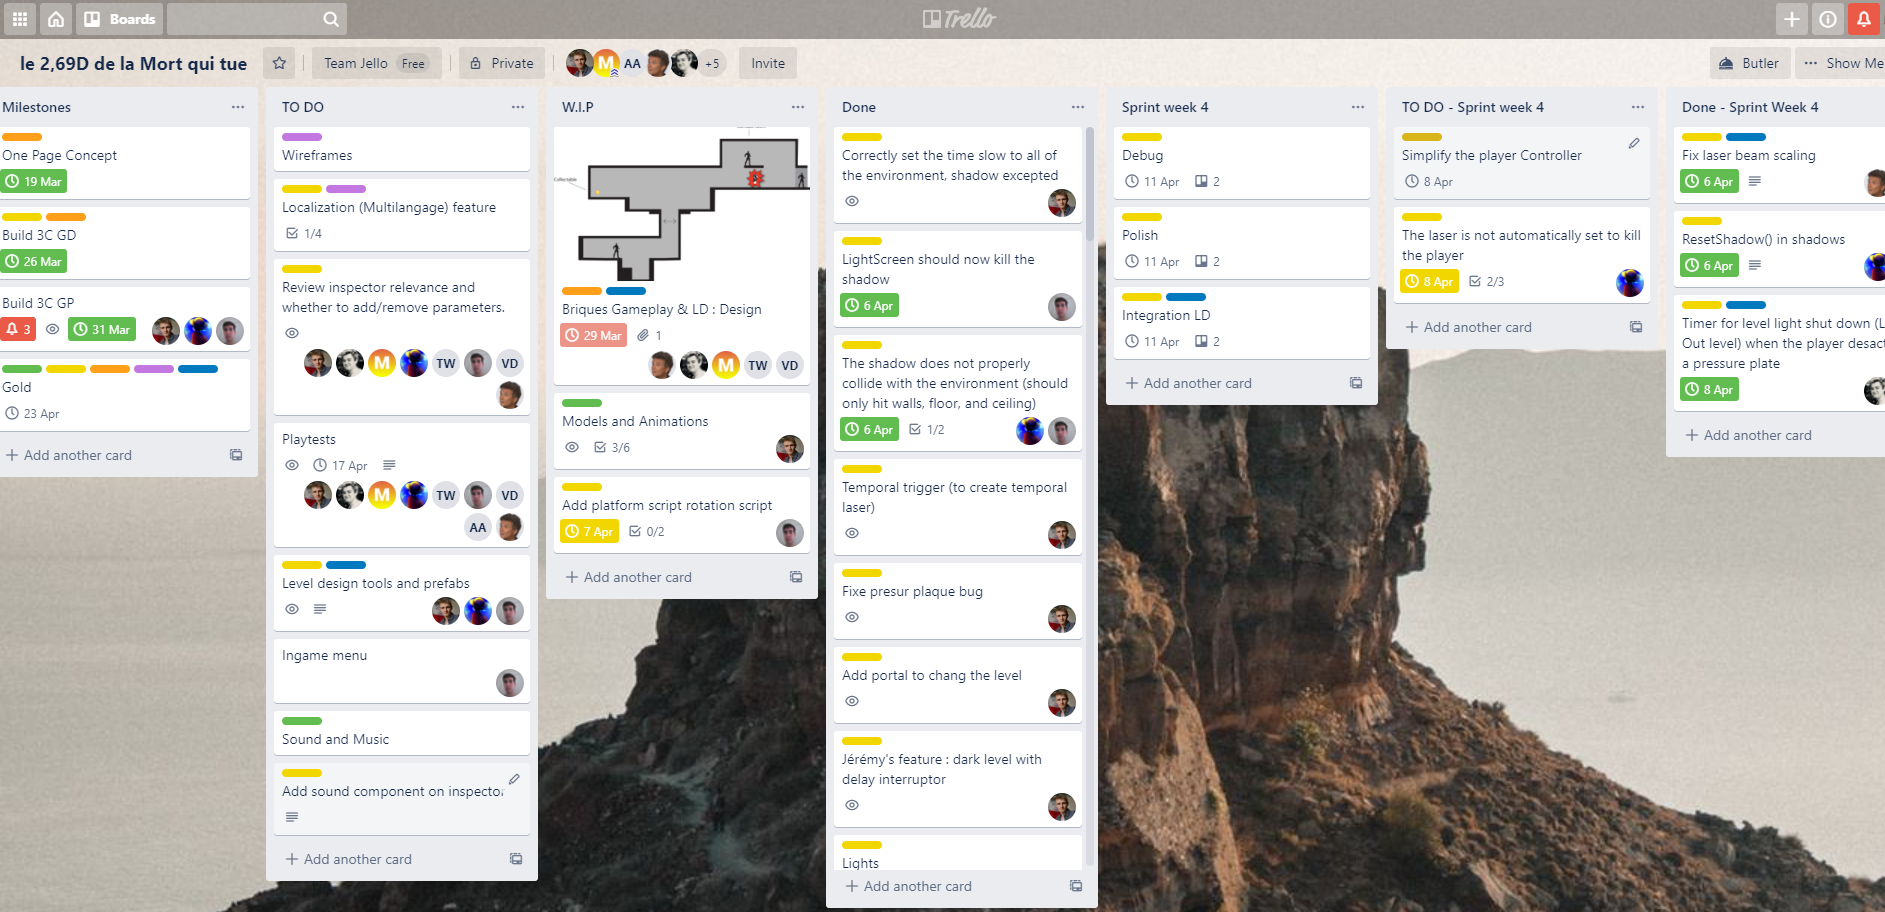 Boards
Trello
le 2,69D de la Mort qui tue
Team Jello Free
Private
M
AA
+5
Invite
Butler
Show Me
Milestones
One Page Concept
19 Mar
Build 3C GD
26 Mar
Build 3C GP
3
31 Mar
Gold
23 Apr
Add another card
TO DO
Wireframes
Localization (Multilangage) feature
1/4
Review inspector relevance and
whether to add/remove parameters.
M TW VD
Playtests
17 Apr
M TW VD
AA
Level design tools and prefabs
Ingame menu
Sound and Music
Add sound component on inspector
Add another card
W.I.P
Collectable
Briques Gameplay & LD : Design
29 Mar 1
M TW VD
Models and Animations
3/6
Add platform script rotation script
7 Apr 0/2
Add another card
Done
Correctly set the time slow to all of
the environment, shadow excepted
LightScreen should now kill the
shadow
6 Apr
The shadow does not properly
collide with the environment (should
only hit walls, floor, and ceiling)
6 Apr 1/2
Temporal trigger (to create temporal
laser)
Fixe presur plaque bug
Add portal to chang the level
Jérémy's feature : dark level with
delay interruptor
Lights
Add another card
Sprint week 4
Debug
11 Apr 2
Polish
11 Apr 2
Integration LD
11 Apr 2
Add another card
TO DO - Sprint week 4
Simplify the player Controller
8 Apr
The laser is not automatically set to kill
the player
8 Apr 2/3
Add another card
Done - Sprint Week 4
Fix laser beam scaling
6 Apr
ResetShadow() in shadows
6 Apr
Timer for level light shut down (L
Out level) when the player desact
a pressure plate
8 Apr
Add another card